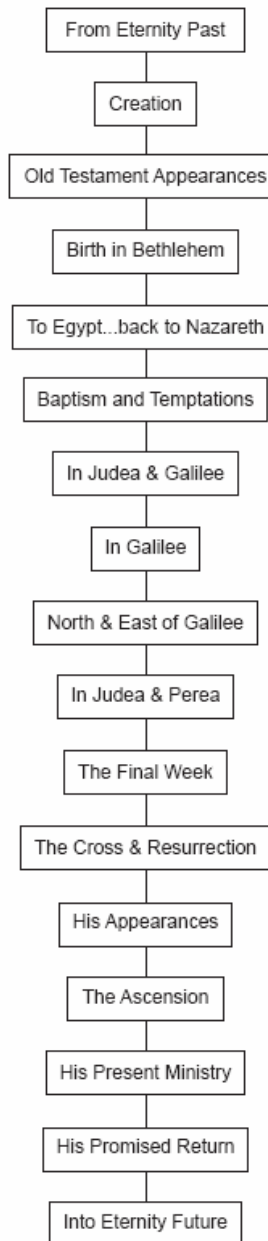 From Eternity Past
Creation
Old Testament Appearances
Birth in Bethlehem
To Egypt...back to Nazareth
Baptism and Temptations
In Judea & Galilee
In Galilee
North & East of Galilee
In Judea & Perea
The Final Week
The Cross & Resurrection
His Appearances
The Ascension
His Present Ministry
His Promised Return
Into Eternity Future